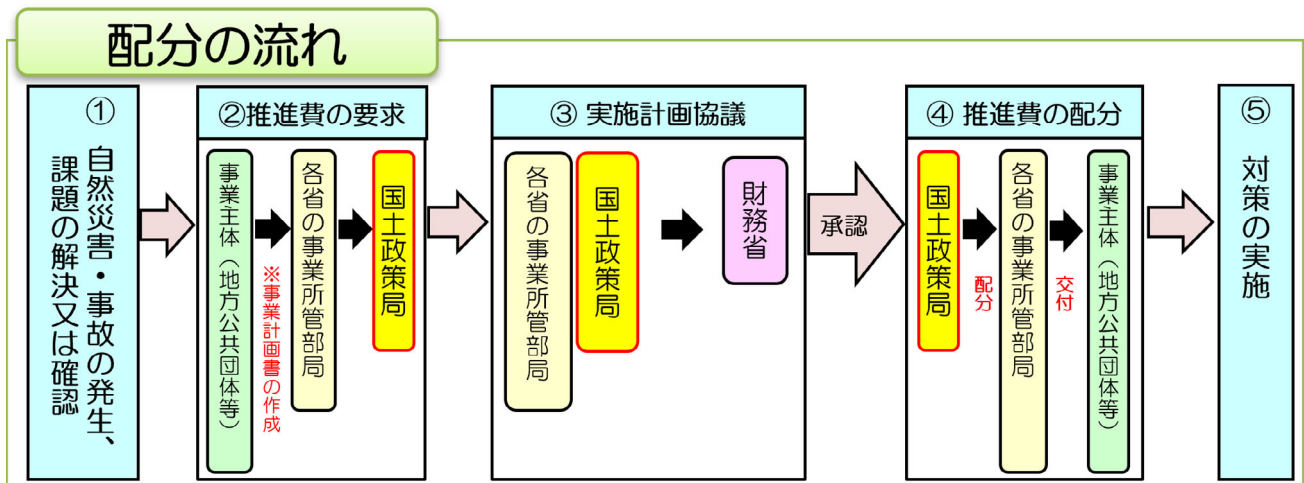 配分の流れ
①
自然災害・事故の発生、
課題の解決又は確認
②推進費の要求
事業主体（地方公共団体等）
※事業計画書の作成
各省の事業所管部局
国土政策局
③ 実施計画協議
各省の事業所管部局
国土政策局
財務省
承認
④ 推進費の配分
国土政策局
配分
各省の事業所管部局
交付
事業主体（地方公共団体等）
⑤
対策の実施